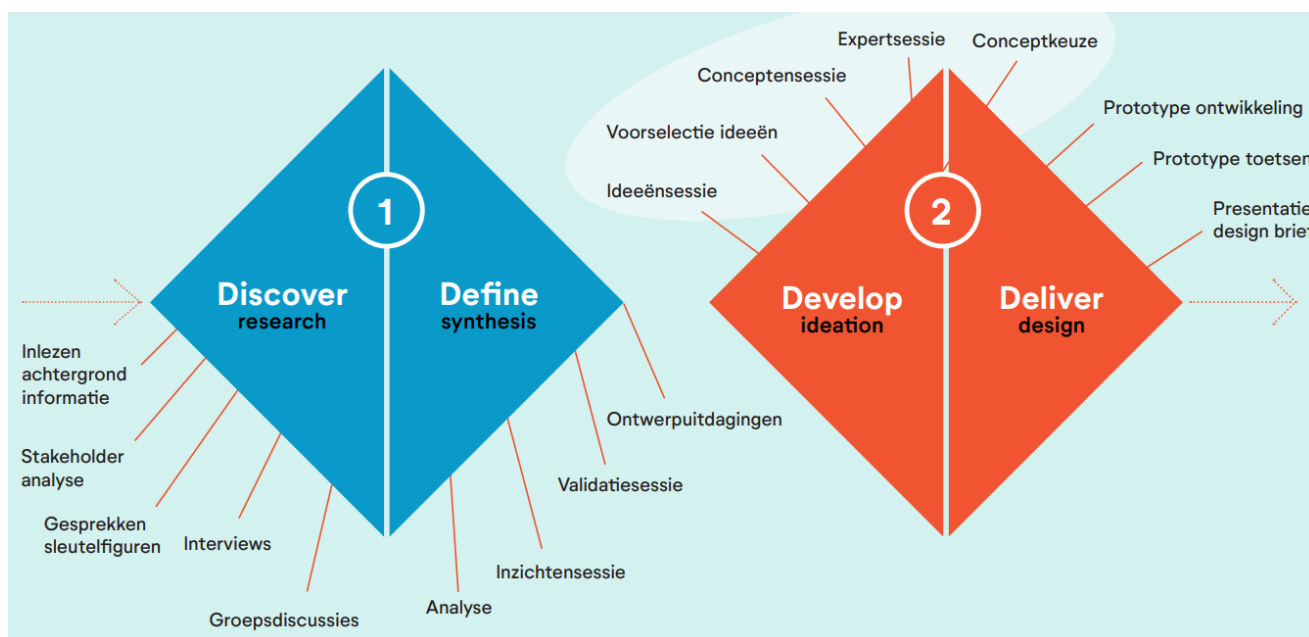 1
Discover
research
Define
synthesis
Inlezen
achtergrond
informatie
Stakeholder
analyse
Gesprekken
sleutelfiguren
Interviews
Groepsdiscussies
Analyse
Inzichtensessie
Validatiesessie
Ontwerpuitdagingen
2
Develop
ideation
Deliver
design
Ideeënsessie
Voorselectie ideeën
Conceptensessie
Expertsessie
Conceptkeuze
Prototype ontwikkeling
Prototype toetsen
Presentatie
design brief